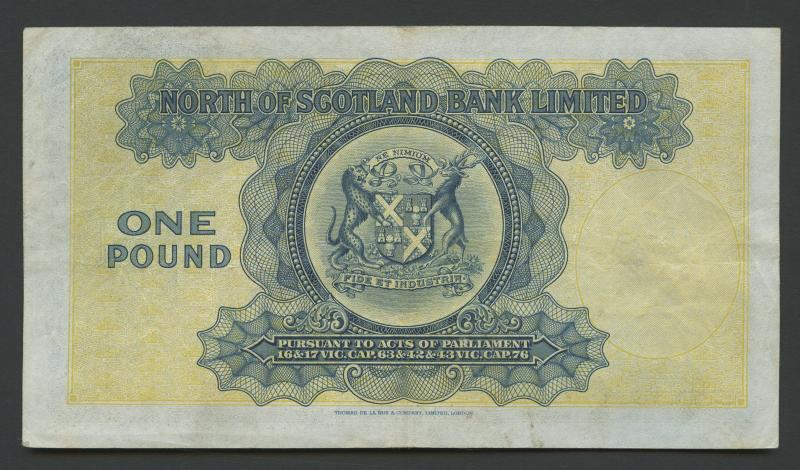 NORTH OF SCOTLAND BANK LIMITED
NE NIMIUM
ONE
POUND
FIDE ET INDUSTRIA
PURSUANT TO ACTS OF PARLIAMENT
16&17 VIC. CAP. 63 & 42 & 43 VIC. CAP. 76
THOMAS DE LA RUE & COMPANY, LIMITED, LONDON